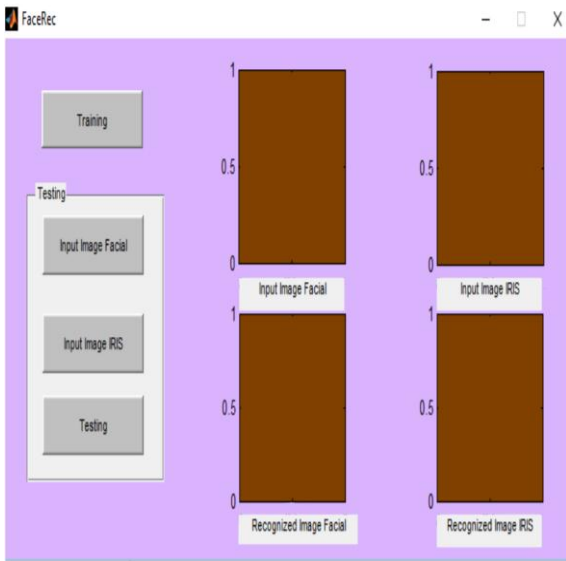 FaceRec
Training
Testing
Input Image Facial
Input Image IRIS
Testing
1
0.5
0
Input Image Facial
1
0.5
0
Input Image IRIS
1
0.5
0
Recognized Image Facial
1
0.5
0
Recognized Image IRIS